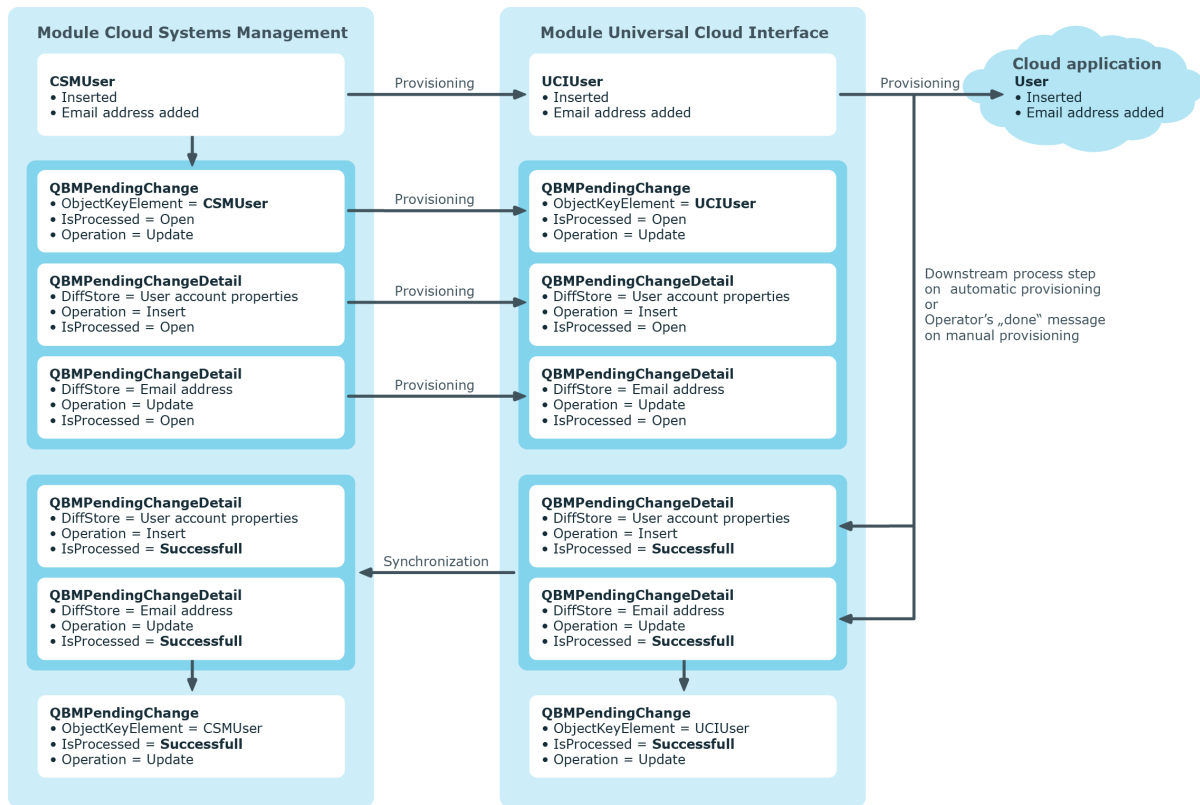 Module Cloud Systems Management
CSMUser
• Inserted
• Email address added
QBMPendingChange
• ObjectKeyElement = CSMUser
• IsProcessed = Open
• Operation = Update
QBMPendingChangeDetail
• DiffStore = User account properties
• Operation = Insert
• IsProcessed = Open
QBMPendingChangeDetail
• DiffStore = Email address
• Operation = Update
• IsProcessed = Open
QBMPendingChangeDetail
• DiffStore = User account properties
• Operation = Insert
• IsProcessed = Successfull
QBMPendingChangeDetail
• DiffStore = Email address
• Operation = Update
• IsProcessed = Successfull
QBMPendingChange
• ObjectKeyElement = CSMUser
• IsProcessed = Successfull
• Operation = Update
Provisioning
Provisioning
Provisioning
Provisioning
Synchronization
Module Universal Cloud Interface
UCIUser
• Inserted
• Email address added
QBMPendingChange
• ObjectKeyElement = UCIUser
• IsProcessed = Open
• Operation = Update
QBMPendingChangeDetail
• DiffStore = User account properties
• Operation = Insert
• IsProcessed = Open
QBMPendingChangeDetail
• DiffStore = Email address
• Operation = Update
• IsProcessed = Open
QBMPendingChangeDetail
• DiffStore = User account properties
• Operation = Insert
• IsProcessed = Successfull
QBMPendingChangeDetail
• DiffStore = Email address
• Operation = Update
• IsProcessed = Successfull
QBMPendingChange
• ObjectKeyElement = UCIUser
• IsProcessed = Successfull
• Operation = Update
Provisioning
Cloud application
User
• Inserted
• Email address added
Downstream process step
on automatic provisioning
or
Operator's „done‟ message
on manual provisioning